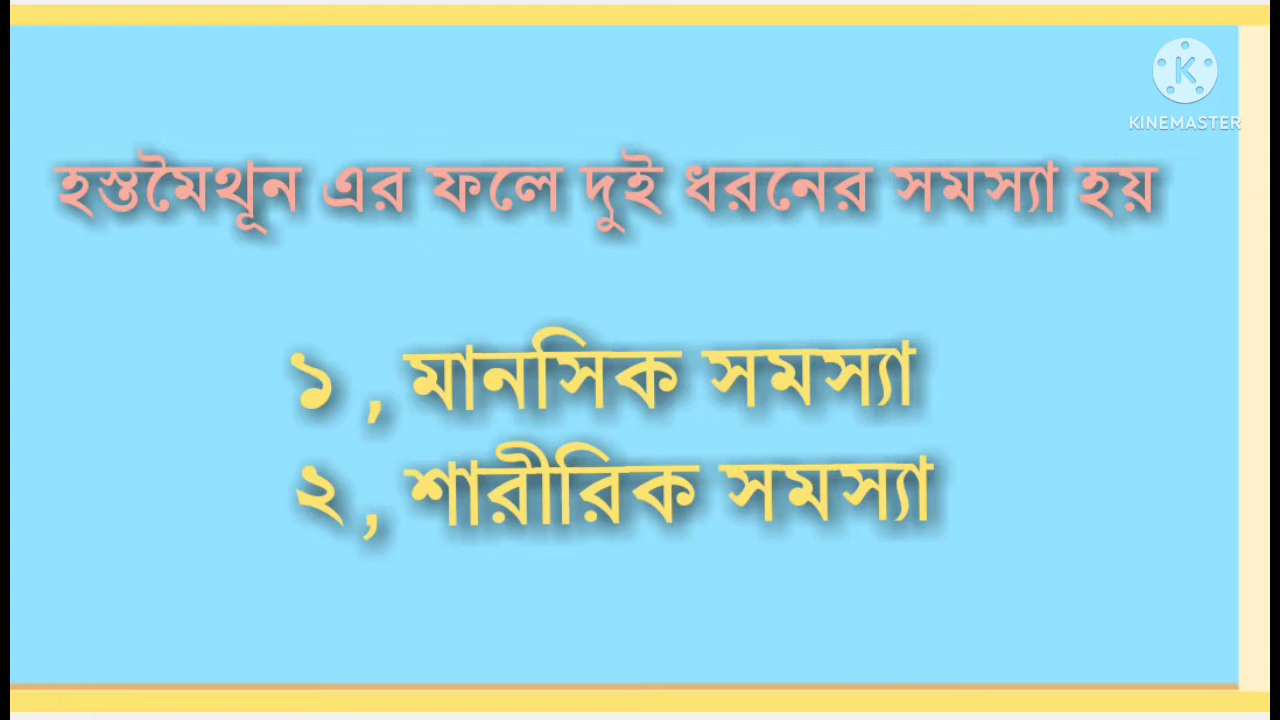 KINEMASTER
হস্তমৈথূন এর ফলে দুই ধরনের সমস্যা হয়
১ , মানসিক সমস্যা
২ , শারীরিক সমস্যা